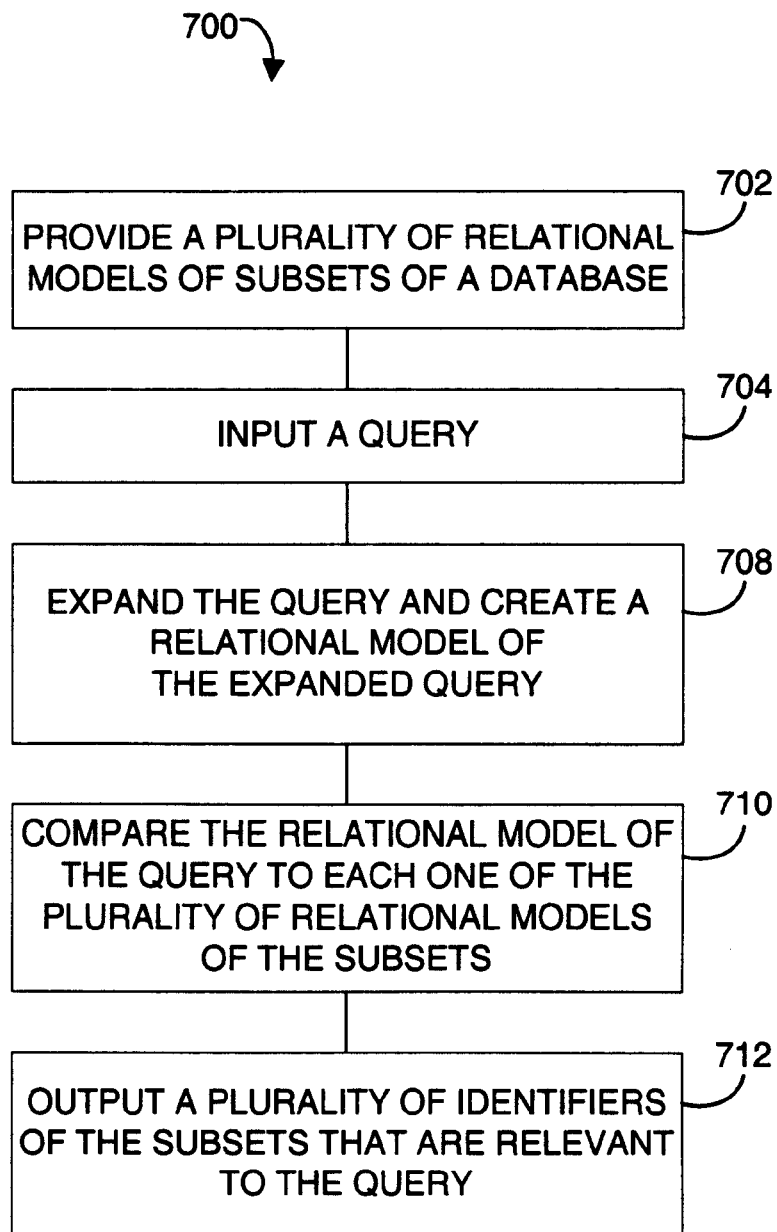 700
702
PROVIDE A PLURALITY OF RELATIONAL
MODELS OF SUBSETS OF A DATABASE
704
INPUT A QUERY
708
EXPAND THE QUERY AND CREATE A
RELATIONAL MODEL OF
THE EXPANDED QUERY
710
COMPARE THE RELATIONAL MODEL OF
THE QUERY TO EACH ONE OF THE
PLURALITY OF RELATIONAL MODELS
OF THE SUBSETS
712
OUTPUT A PLURALITY OF IDENTIFIERS
OF THE SUBSETS THAT ARE RELEVANT
TO THE QUERY